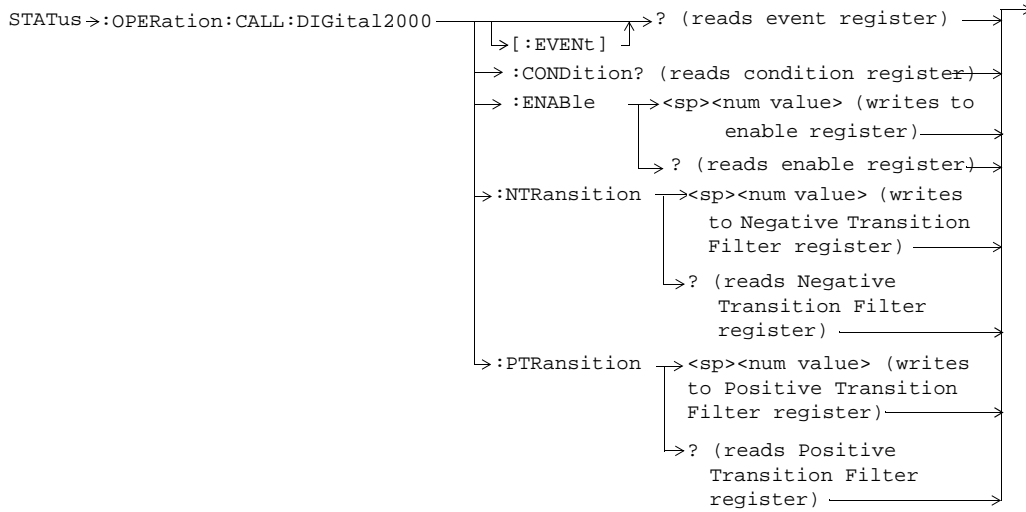 STATus :OPERation:CALL:DIGital2000 ? (reads event register)
[:EVENt]
:CONDition? (reads condition register)
:ENABle <sp><num value> (writes to
enable register)
? (reads enable register)
:NTRansition <sp><num value> (writes
to Negative Transition
Filter register)
? (reads Negative
Transition Filter
register)
:PTRansition <sp><num value> (writes
to Positive Transition
Filter register)
? (reads Positive
Transition Filter
register)